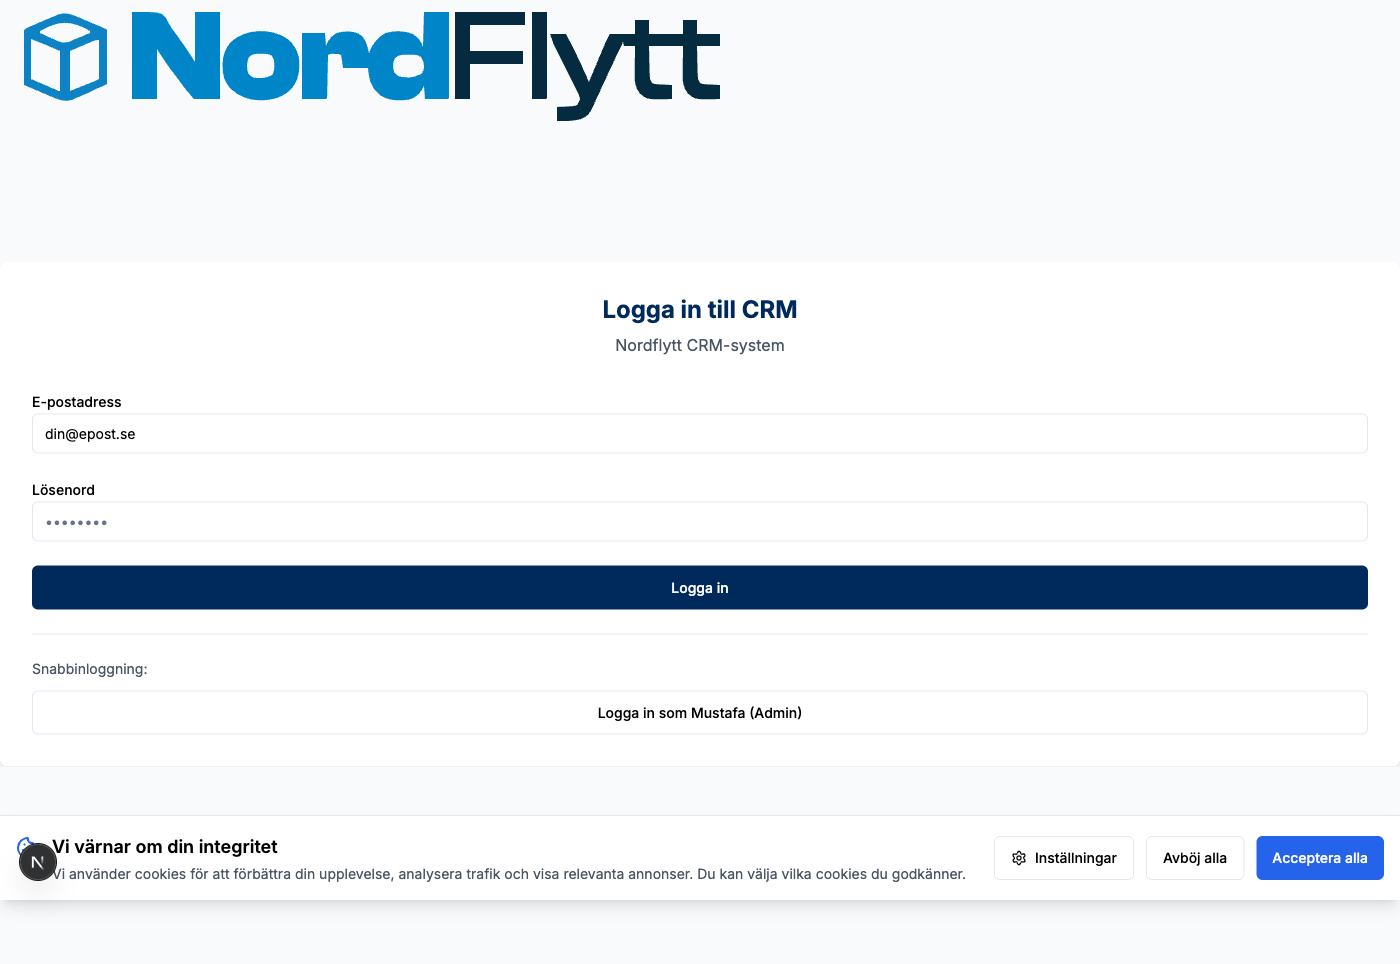 NordFlytt
Logga in till CRM
Nordflytt CRM-system
E-postadress
din@epost.se
Lösenord
••••••••
Logga in
Snabbinloggning:
Logga in som Mustafa (Admin)
Vi värnar om din integritet
Vi använder cookies för att förbättra din upplevelse, analysera trafik och visa relevanta annonser. Du kan välja vilka cookies du godkänner.
N
Inställningar
Avböj alla
Acceptera alla